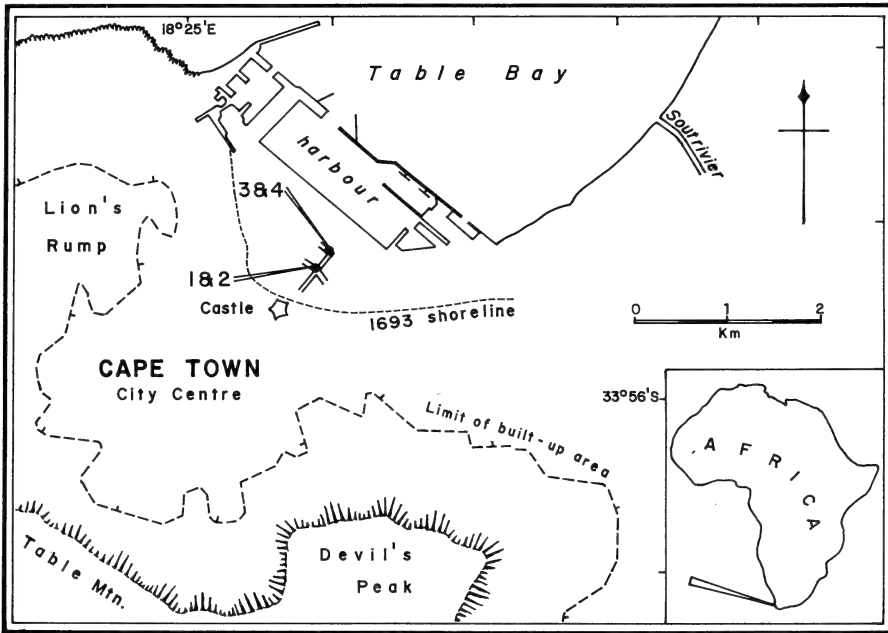 18°25'E
Table Bay
Soutrivier
harbour
3&4
Lion's
Rump
1&2
Castle
1693 shoreline
0 1 2
Km
CAPE TOWN
City Centre
33°56'S
Limit of built-up
area
AFRICA
Devil's
Peak
Table Mtn.